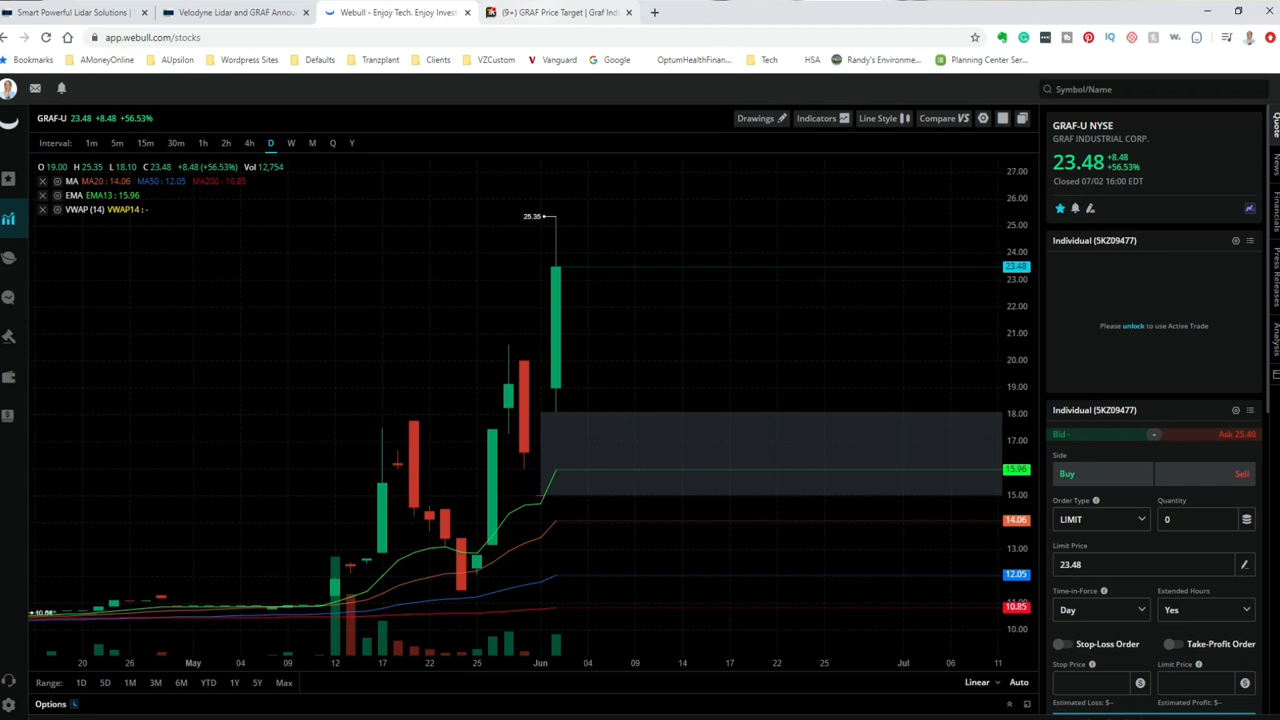 Smart Powerful Lidar Solutions | V
Velodyne Lidar and GRAF Annou
Webull - Enjoy Tech. Enjoy Invest
(9+) GRAF Price Target | Graf Ind
app.webull.com/stocks
Bookmarks AMoneyOnline AUpsilon Wordpress Sites Defaults Tranzplant Clients VZCustom Vanguard Google OptumHealthFinan... Tech HSA Randy's Environme... Planning Center Ser...
Symbol/Name
GRAF-U 23.48 +8.48 +56.53%
Drawings Indicators Line Style Compare VS
Interval: 1m 5m 15m 30m 1h 2h 4h D W M Q Y
O 19.00 H 25.35 L 18.10 C 23.48 +8.48 (+56.53%) Vol 12,754
MA MA20 : 14.06 MA50 : 12.05 MA200 : 10.85
EMA EMA13 : 15.96
VWAP (14) VWAP14 : -
25.35
27.00
26.00
25.00
24.00
23.48
23.00
22.00
21.00
20.00
19.00
18.00
17.00
15.96
15.00
14.06
13.00
12.05
11.00
10.85
10.00
20 26 May 04 09 12 17 22 25 Jun 04 09 14 17 22 25 Jul 06 11
Range: 1D 5D 1M 3M 6M YTD 1Y 5Y Max
Linear Auto
Options
GRAF-U NYSE
GRAF INDUSTRIAL CORP.
23.48 +8.48
+56.53%
Closed 07/02 16:00 EDT
Individual (5KZ09477)
Please unlock to use Active Trade
Individual (5KZ09477)
Bid - - Ask 25.40
Side
Buy Sell
Order Type Quantity
LIMIT 0
Limit Price
23.48
Time-in-Force Extended Hours
Day Yes
Stop-Loss Order Take-Profit Order
Stop Price Limit Price
Estimated Loss: $-- Estimated Profit: $--
Quote
News
Financials
Press Releases
Analysis